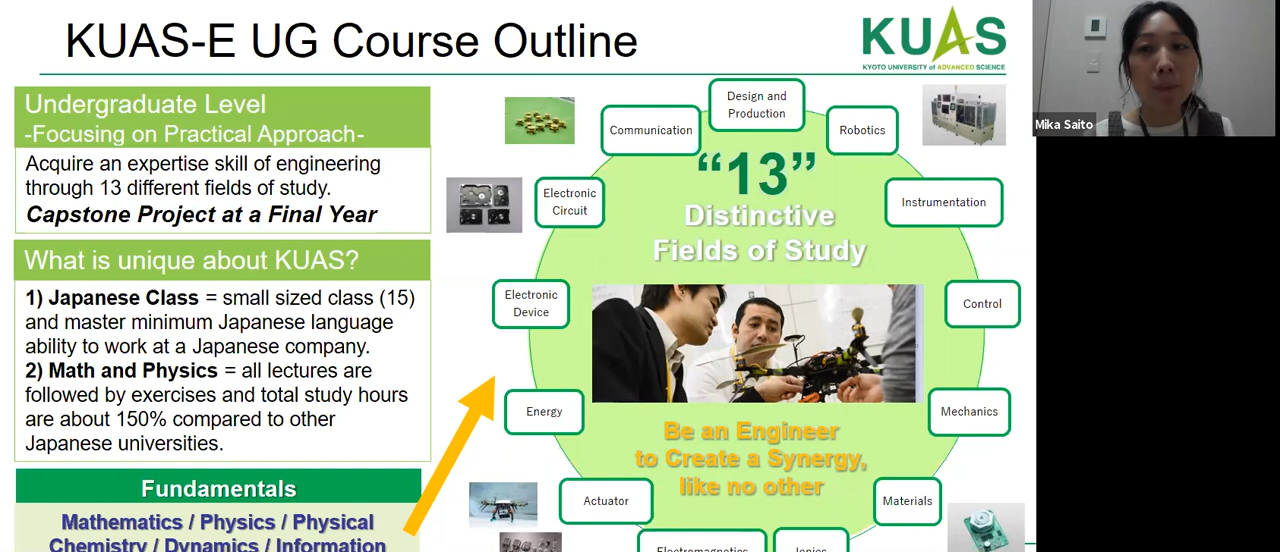 KUAS-E UG Course Outline
KUAS
KYOTO UNIVERSITY of ADVANCED SCIENCE
Mika Saito
Undergraduate Level
-Focusing on Practical Approach-
Acquire an expertise skill of engineering
through 13 different fields of study.
Capstone Project at a Final Year
What is unique about KUAS?
1) Japanese Class = small sized class (15)
and master minimum Japanese language
ability to work at a Japanese company.
2) Math and Physics = all lectures are
followed by exercises and total study hours
are about 150% compared to other
Japanese universities.
Fundamentals
Mathematics / Physics / Physical
Chemistry / Dynamics / Information
Design and
Production
Communication
Robotics
Electronic
Circuit
Instrumentation
Electronic
Device
Control
Energy
Mechanics
Actuator
Materials
Electromagnetics
Ionics
“13”
Distinctive
Fields of Study
Be an Engineer
to Create a Synergy,
like no other